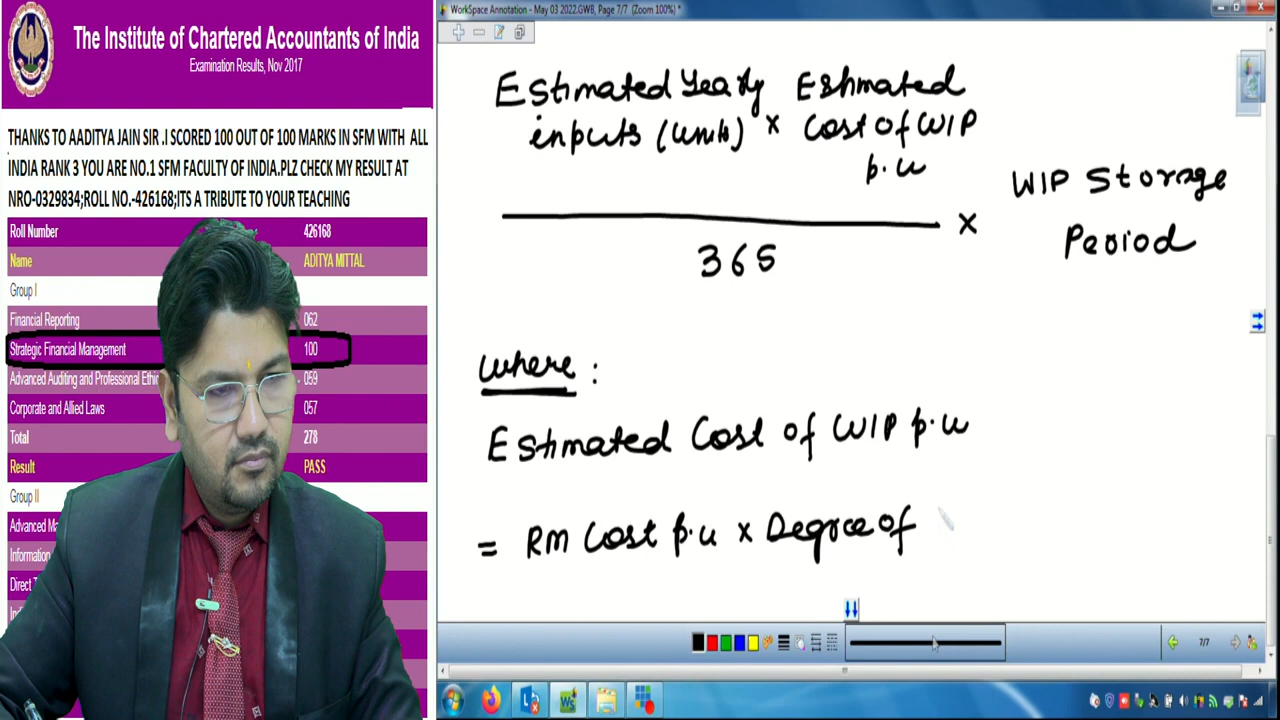 The Institute of Chartered Accountants of India
Examination Results, Nov 2017
THANKS TO AADITYA JAIN SIR .I SCORED 100 OUT OF 100 MARKS IN SFM WITH ALL
INDIA RANK 3 YOU ARE NO.1 SFM FACULTY OF INDIA.PLZ CHECK MY RESULT AT
NRO-0329834;ROLL NO.-426168;ITS A TRIBUTE TO YOUR TEACHING
Roll Number 426168
Name ADITYA MITTAL
Group I
Financial Reporting 062
Strategic Financial Management 100
Advanced Auditing and Professional Ethi 059
Corporate and Allied Laws 057
Total 278
Result PASS
Group II
Advanced Ma
Information
Direct T
WorkSpace Annotation - May 03 2022.GWB, Page 7/7 (Zoom 100%) *
Estimated Yearly Estimated
inputs (units) × Cost of WIP
p.u
WIP Storage
× Period
365
Where :
Estimated Cost of WIP p.u
= RM Cost p.u × Degree of
7/7